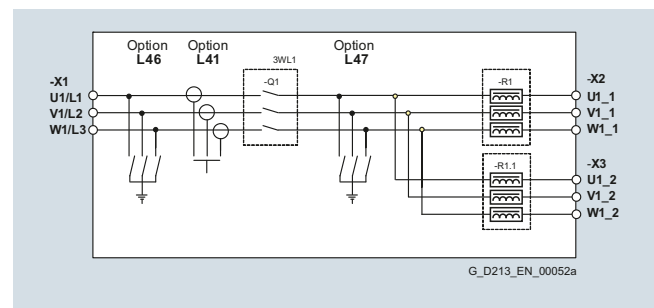 Option
L46
Option
L41
Option
L47
3WL1
-X1
-Q1
-R1
-X2
U1/L1
U1_1
V1/L2
V1_1
W1/L3
W1_1
-R1.1
-X3
U1_2
V1_2
W1_2
G_D213_EN_00052a